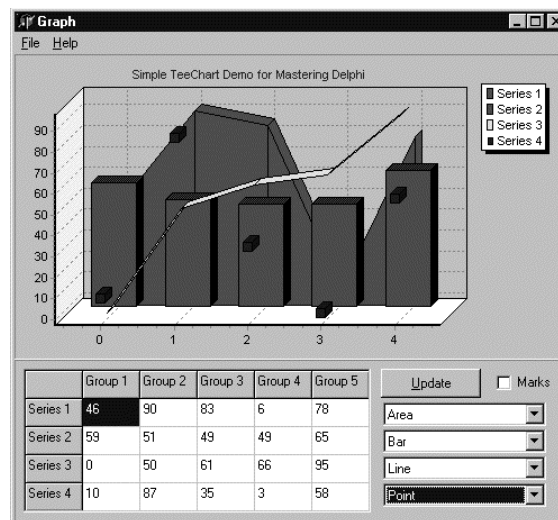 Graph
File Help
Simple TeeChart Demo for Mastering Delphi
Series 1
Series 2
Series 3
Series 4
90
80
70
60
50
40
30
20
10
0
0 1 2 3 4
Group 1 Group 2 Group 3 Group 4 Group 5
Series 1 46 90 83 6 78
Series 2 59 51 49 49 65
Series 3 0 50 61 66 95
Series 4 10 87 35 3 58
Update Marks
Area
Bar
Line
Point